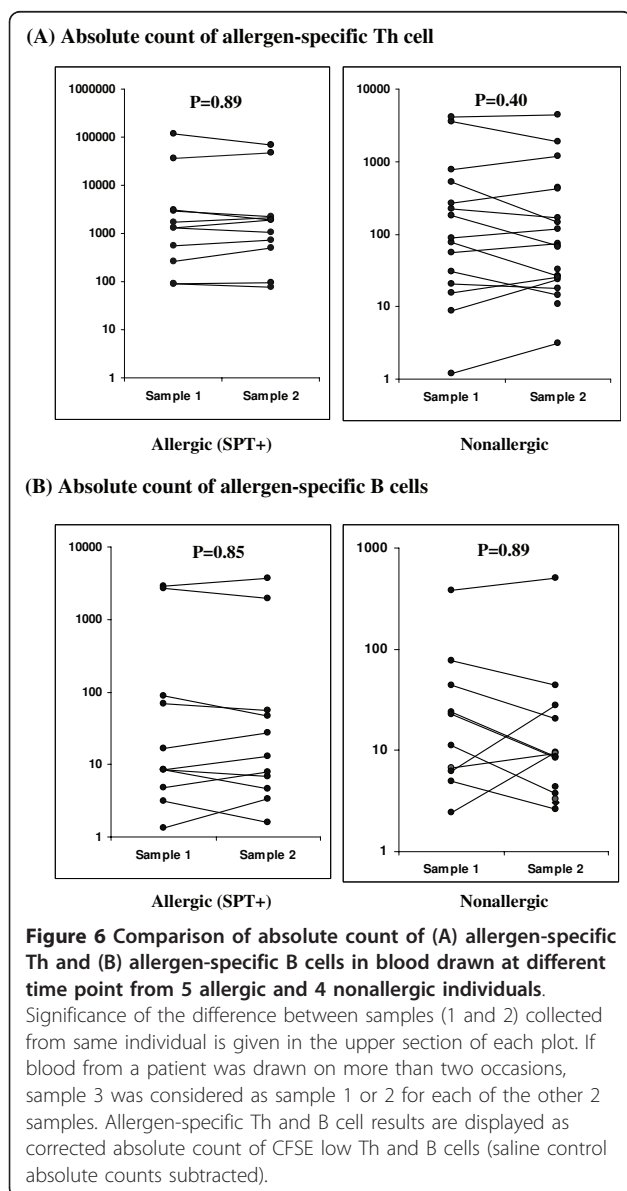 (A) Absolute count of allergen-specific Th cell
P=0.89
1000000
100000
10000
1000
100
10
1
Sample 1 Sample 2
Allergic (SPT+)
P=0.40
10000
1000
100
10
1
Sample 1 Sample 2
Nonallergic
(B) Absolute count of allergen-specific B cells
P=0.85
10000
1000
100
10
1
Sample 1 Sample 2
Allergic (SPT+)
P=0.89
1000
100
10
1
Sample 1 Sample 2
Nonallergic
Figure 6 Comparison of absolute count of (A) allergen-specific
Th and (B) allergen-specific B cells in blood drawn at different
time point from 5 allergic and 4 nonallergic individuals.
Significance of the difference between samples (1 and 2) collected
from same individual is given in the upper section of each plot. If
blood from a patient was drawn on more than two occasions,
sample 3 was considered as sample 1 or 2 for each of the other 2
samples. Allergen-specific Th and B cell results are displayed as
corrected absolute count of CFSE low Th and B cells (saline control
absolute counts subtracted).